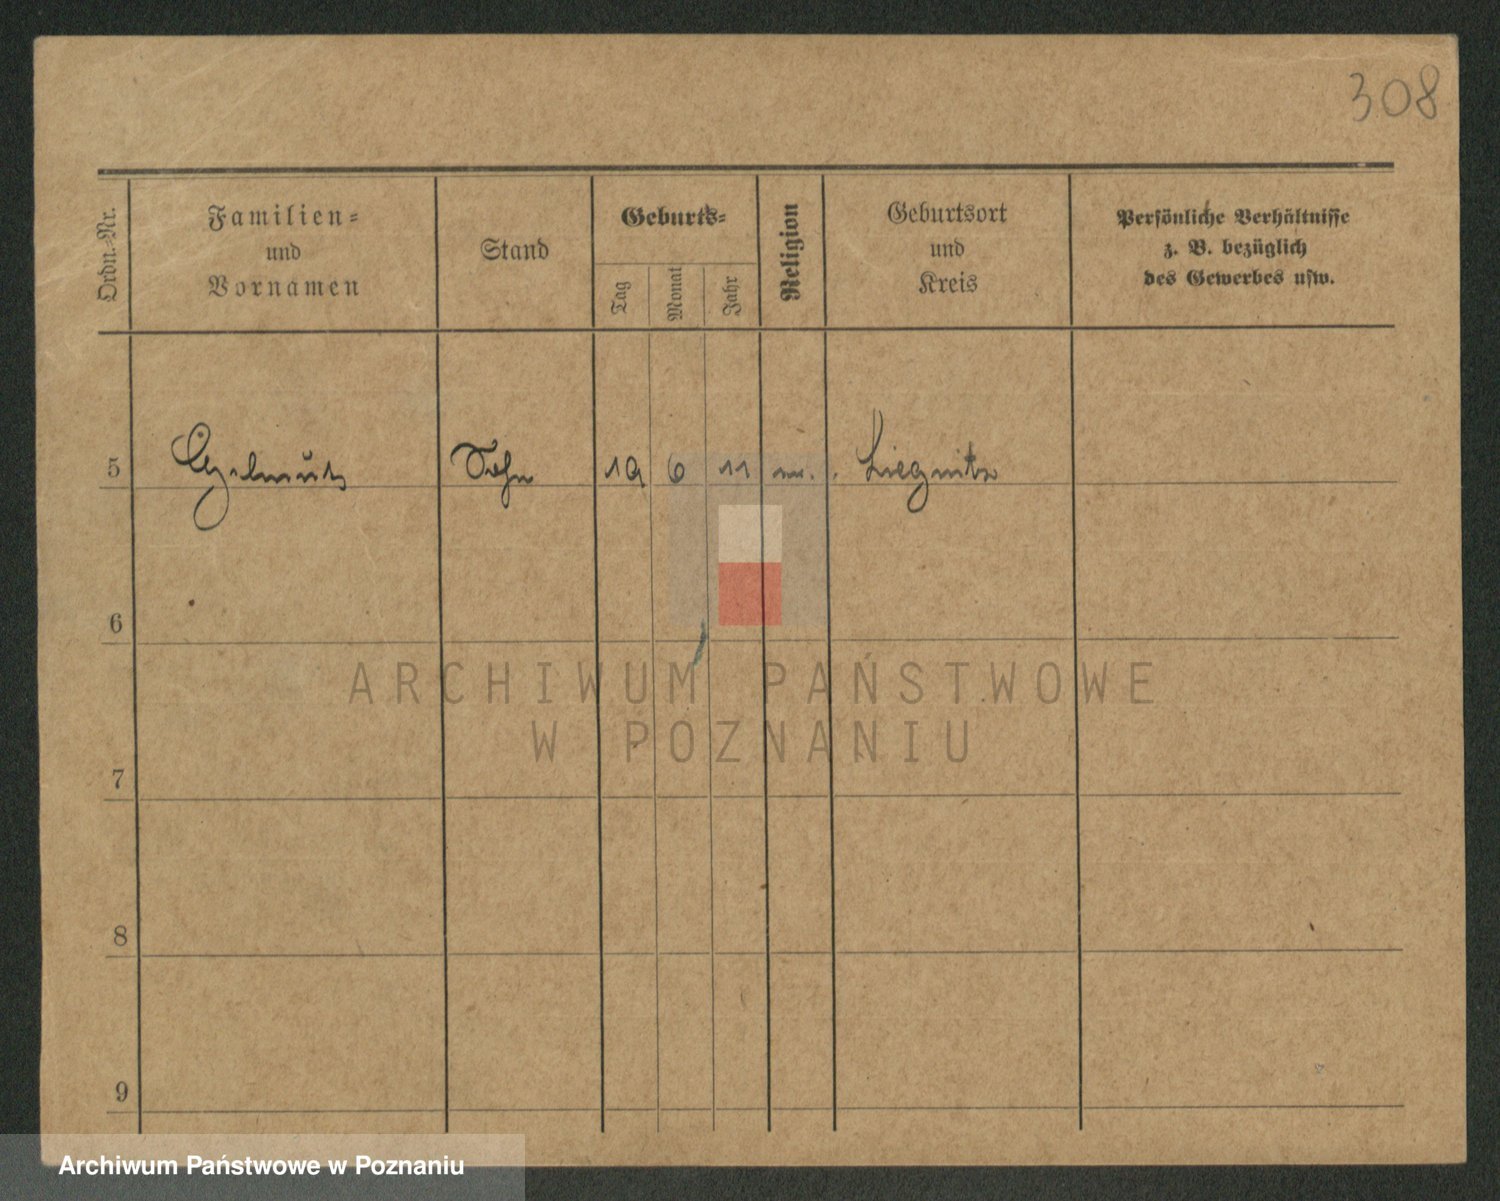 308
Ordn.-Nr.
Familien-
und
Vornamen
Stand
Geburts-
Tag
Monat
Jahr
Religion
Geburtsort
und
Kreis
Persönliche Verhältnisse
z. B. bezüglich
des Gewerbes usw.
5 Helmuth Sohn 19 6 11 Liegnitz
6
7
8
9
ARCHIWUM PAŃSTWOWE
W POZNANIU
Archiwum Państwowe w Poznaniu